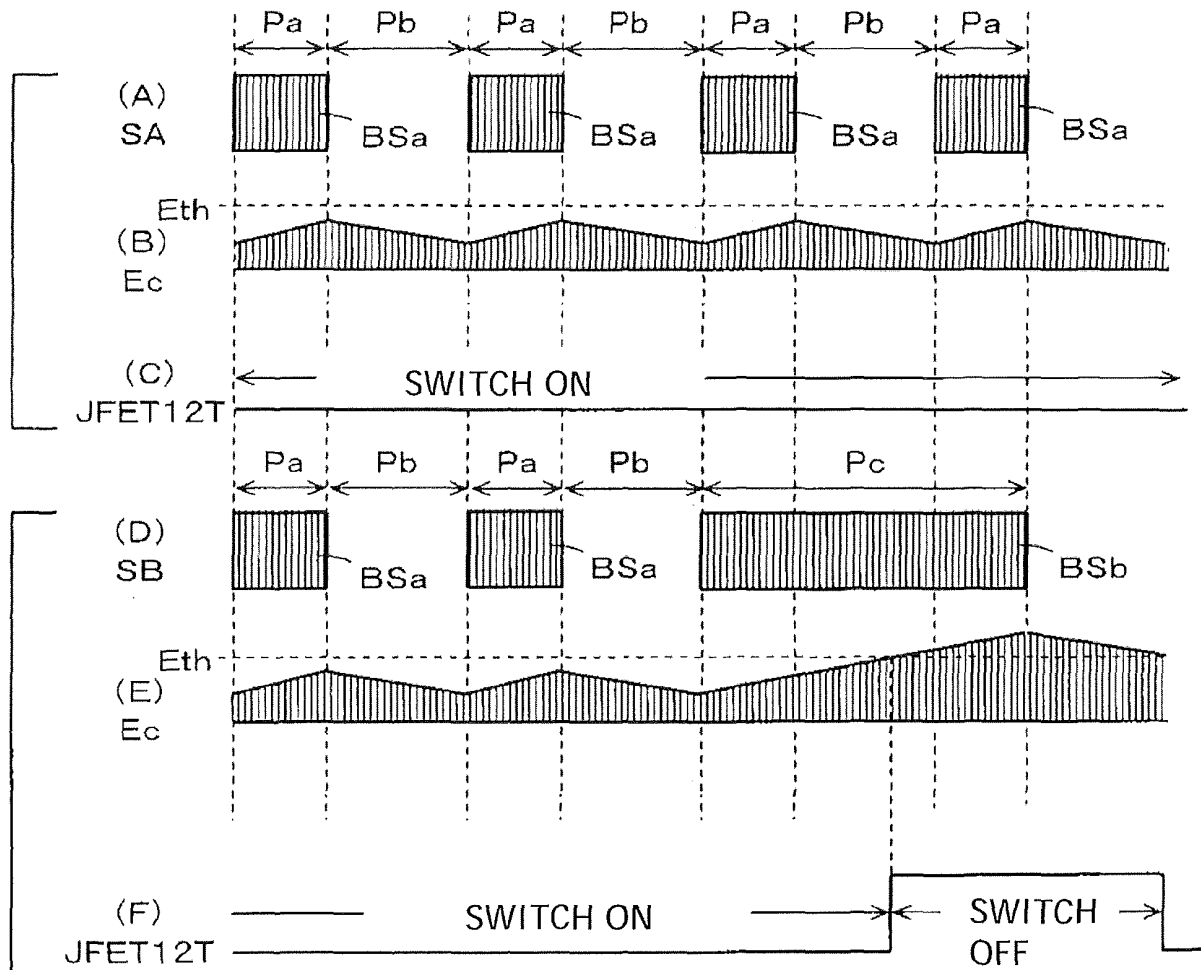 Pa Pb Pa Pb Pa Pb Pa
(A)
SA
BSa BSa BSa BSa
Eth
(B)
Ec
(C)
SWITCH ON
JFET12T
Pa Pb Pa Pb Pc
(D)
SB
BSa BSa BSb
Eth
(E)
Ec
(F)
SWITCH ON SWITCH
JFET12T OFF